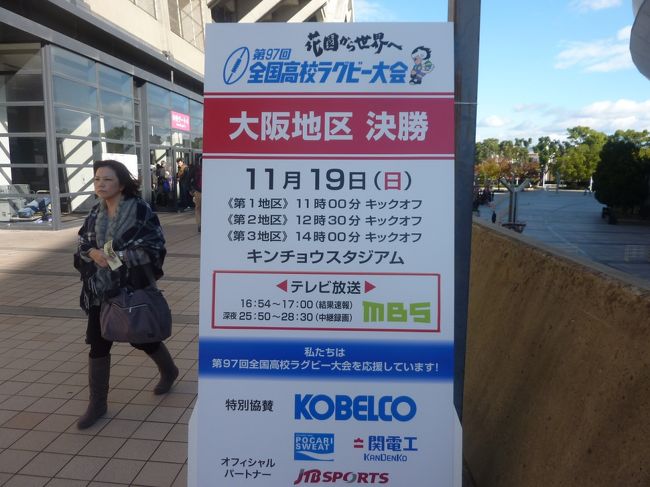 花園から世界へ
第97回
全国高校ラグビー大会
大阪地区 決勝
11月19日(日)
《第1地区》11時00分 キックオフ
《第2地区》12時30分 キックオフ
《第3地区》14時00分 キックオフ
キンチョウスタジアム
◀テレビ放送▶
16:54～17:00(結果速報)
深夜 25:50～28:30(中継録画)
MBS
私たちは
第97回全国高校ラグビー大会を応援しています!
特別協賛
KOBELCO
POCARI
SWEAT
関電工
KANDENKO
オフィシャル
パートナー
JTB SPORTS